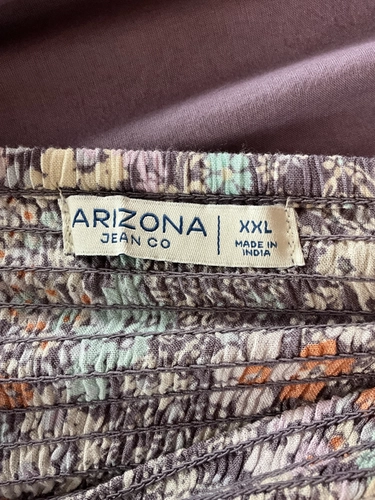 ARIZONA
JEAN CO
XXL
MADE IN
INDIA